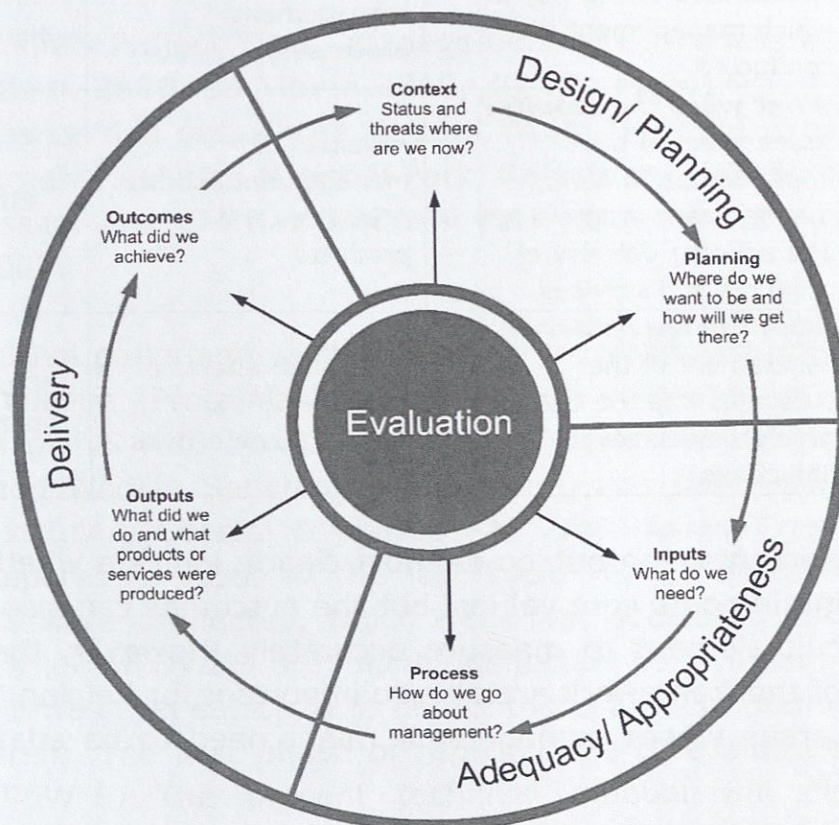 Design/ Planning
Context
Status and
threats where
are we now?
Planning
Where do we
want to be and
how will we get
there?
Inputs
What do we
need?
Adequacy/ Appropriateness
Process
How do we go
about
management?
Outputs
What did we
do and what
products or
services were
produced?
Delivery
Outcomes
What did we
achieve?
Evaluation